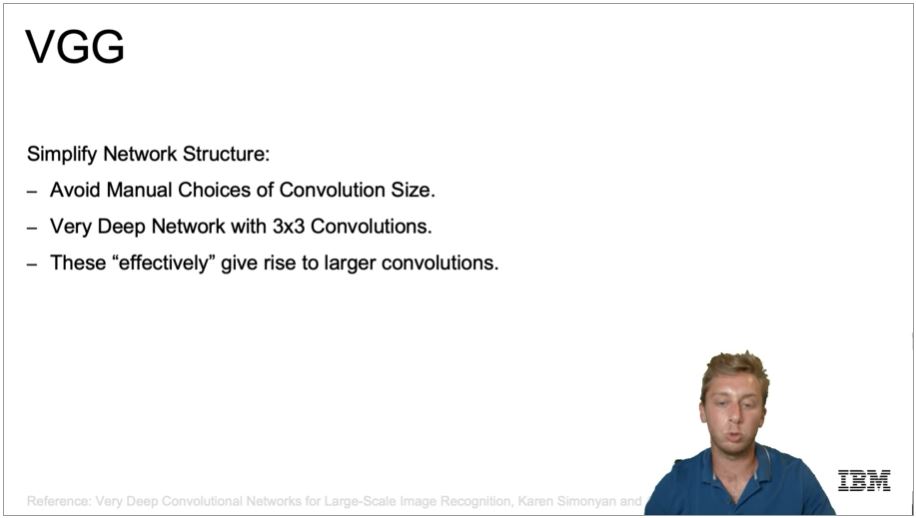 VGG
Simplify Network Structure:
– Avoid Manual Choices of Convolution Size.
– Very Deep Network with 3x3 Convolutions.
– These “effectively” give rise to larger convolutions.
IBM
Reference: Very Deep Convolutional Networks for Large-Scale Image Recognition, Karen Simonyan and